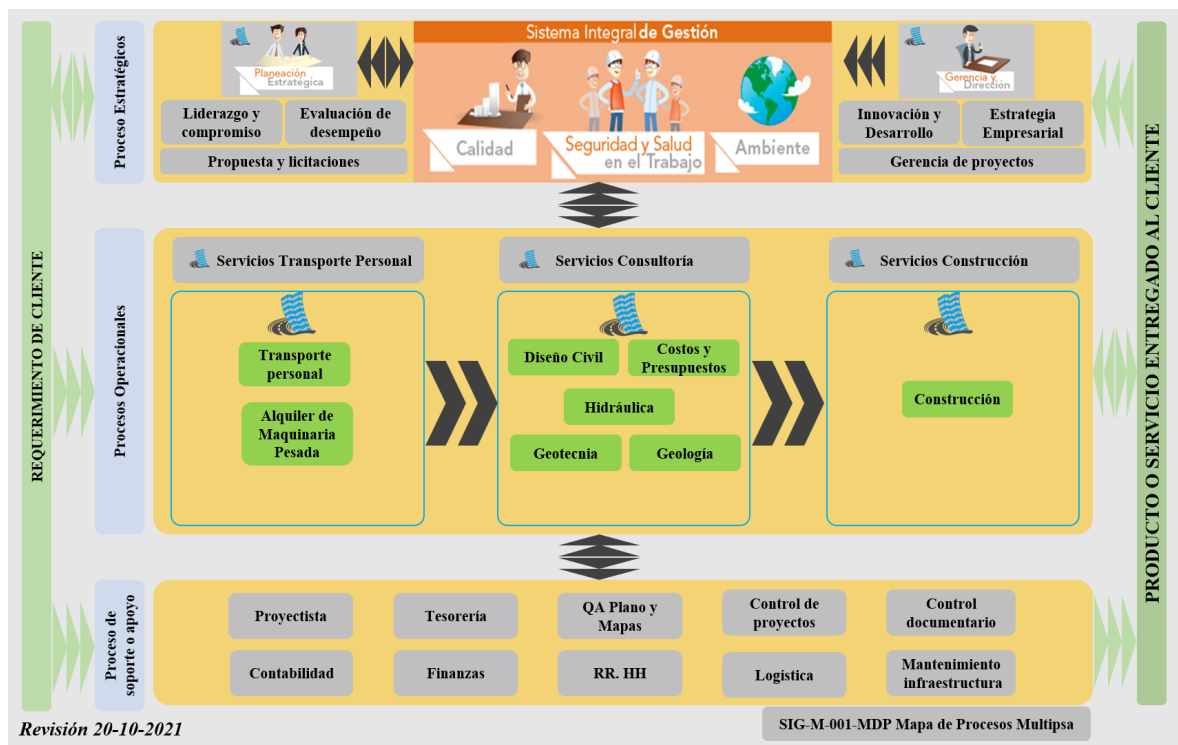 REQUERIMIENTO DE CLIENTE
Proceso Estratégicos
Planeación
Estratégica
Liderazgo y
compromiso
Evaluación de
desempeño
Propuesta y licitaciones
Sistema Integral de Gestión
Calidad
Seguridad y Salud
en el Trabajo
Ambiente
Gerencia y
Dirección
Innovación y
Desarrollo
Estrategia
Empresarial
Gerencia de proyectos
Procesos Operacionales
Servicios Transporte Personal
Transporte
personal
Alquiler de
Maquinaria
Pesada
Servicios Consultoría
Diseño Civil
Costos y
Presupuestos
Hidráulica
Geotecnia
Geología
Servicios Construcción
Construcción
Proceso de
soporte o apoyo
Proyectista
Tesorería
QA Plano y
Mapas
Control de
proyectos
Control
documentario
Contabilidad
Finanzas
RR. HH
Logística
Mantenimiento
infraestructura
PRODUCTO O SERVICIO ENTREGADO AL CLIENTE
Revisión 20-10-2021
SIG-M-001-MDP Mapa de Procesos Multipsa